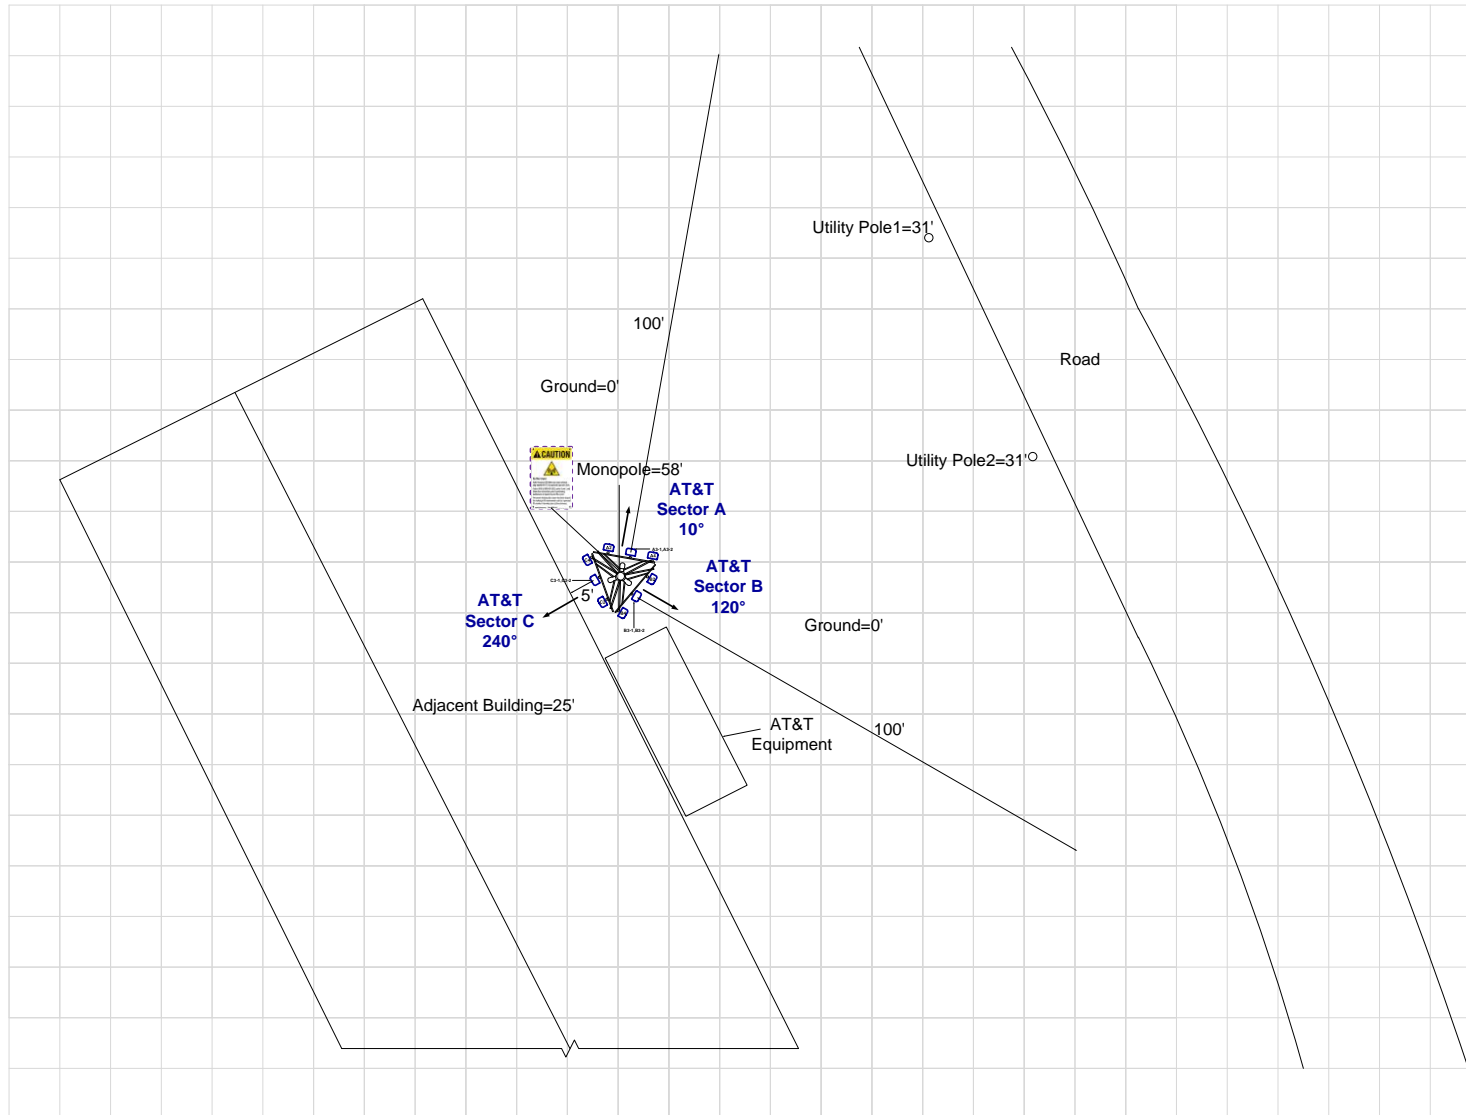 Utility Pole1=31'
100'
Road
Ground=0'
CAUTION
Monopole=58'
Utility Pole2=31'
AT&T
Sector A
10°
AT&T
Sector B
120°
5'
AT&T
Sector C
240°
Ground=0'
Adjacent Building=25'
AT&T
Equipment
100'